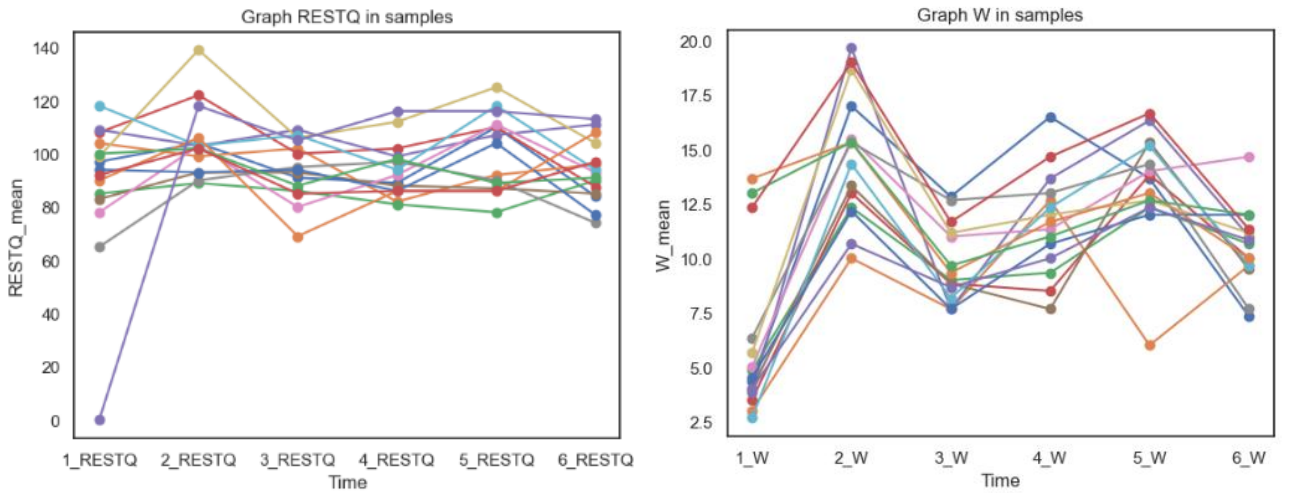 Graph RESTQ in samples
RESTQ_mean
140
120
100
80
60
40
20
0
1_RESTQ 2_RESTQ 3_RESTQ 4_RESTQ 5_RESTQ 6_RESTQ
Time
Graph W in samples
W_mean
20.0
17.5
15.0
12.5
10.0
7.5
5.0
2.5
1_W 2_W 3_W 4_W 5_W 6_W
Time